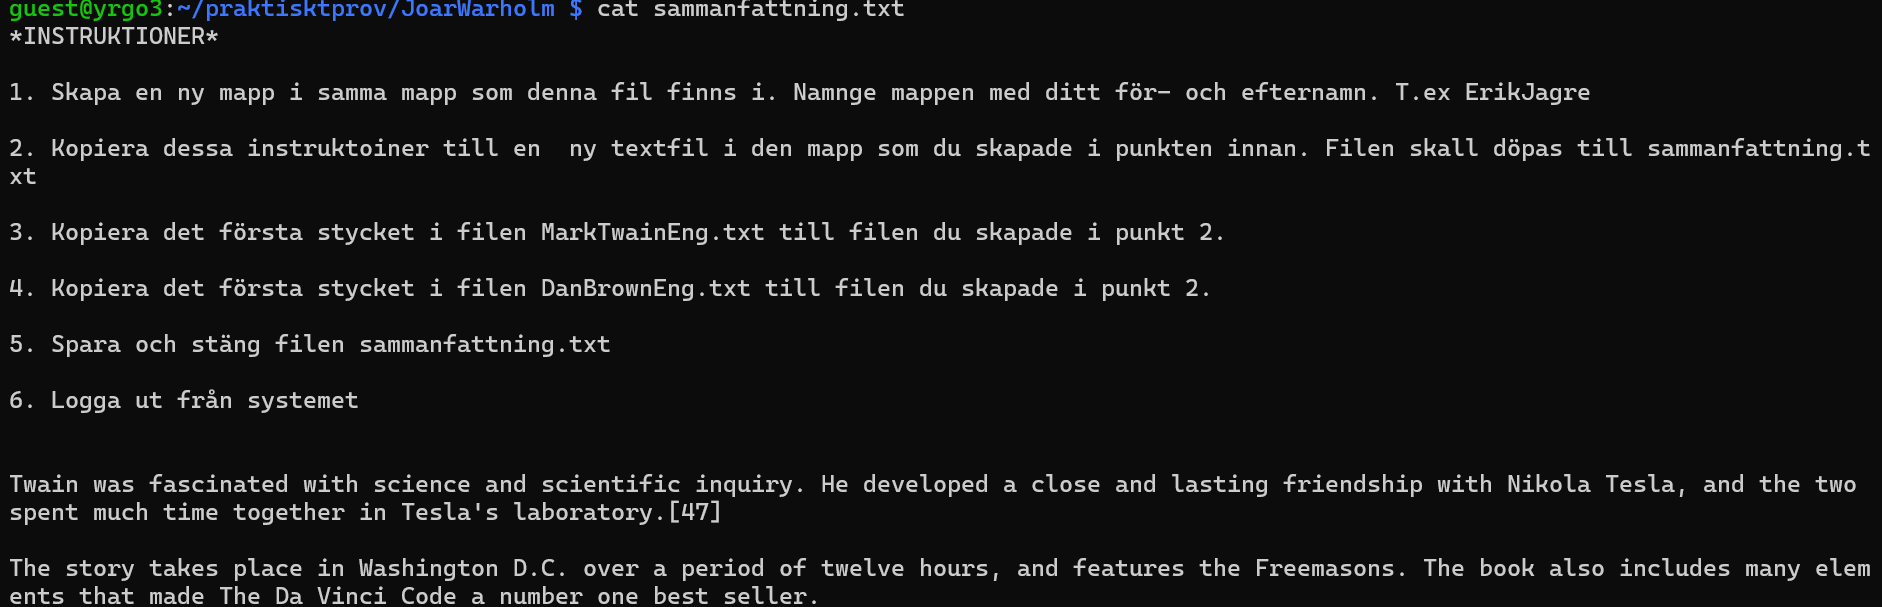 guest@yrgo3:~/praktisktprov/JoarWarholm $ cat sammanfattning.txt
*INSTRUKTIONER*
1. Skapa en ny mapp i samma mapp som denna fil finns i. Namnge mappen med ditt för- och efternamn. T.ex ErikJagre
2. Kopiera dessa instruktoiner till en  ny textfil i den mapp som du skapade i punkten innan. Filen skall döpas till sammanfattning.t
xt
3. Kopiera det första stycket i filen MarkTwainEng.txt till filen du skapade i punkt 2.
4. Kopiera det första stycket i filen DanBrownEng.txt till filen du skapade i punkt 2.
5. Spara och stäng filen sammanfattning.txt
6. Logga ut från systemet
Twain was fascinated with science and scientific inquiry. He developed a close and lasting friendship with Nikola Tesla, and the two
spent much time together in Tesla's laboratory.[47]
The story takes place in Washington D.C. over a period of twelve hours, and features the Freemasons. The book also includes many elem
ents that made The Da Vinci Code a number one best seller.